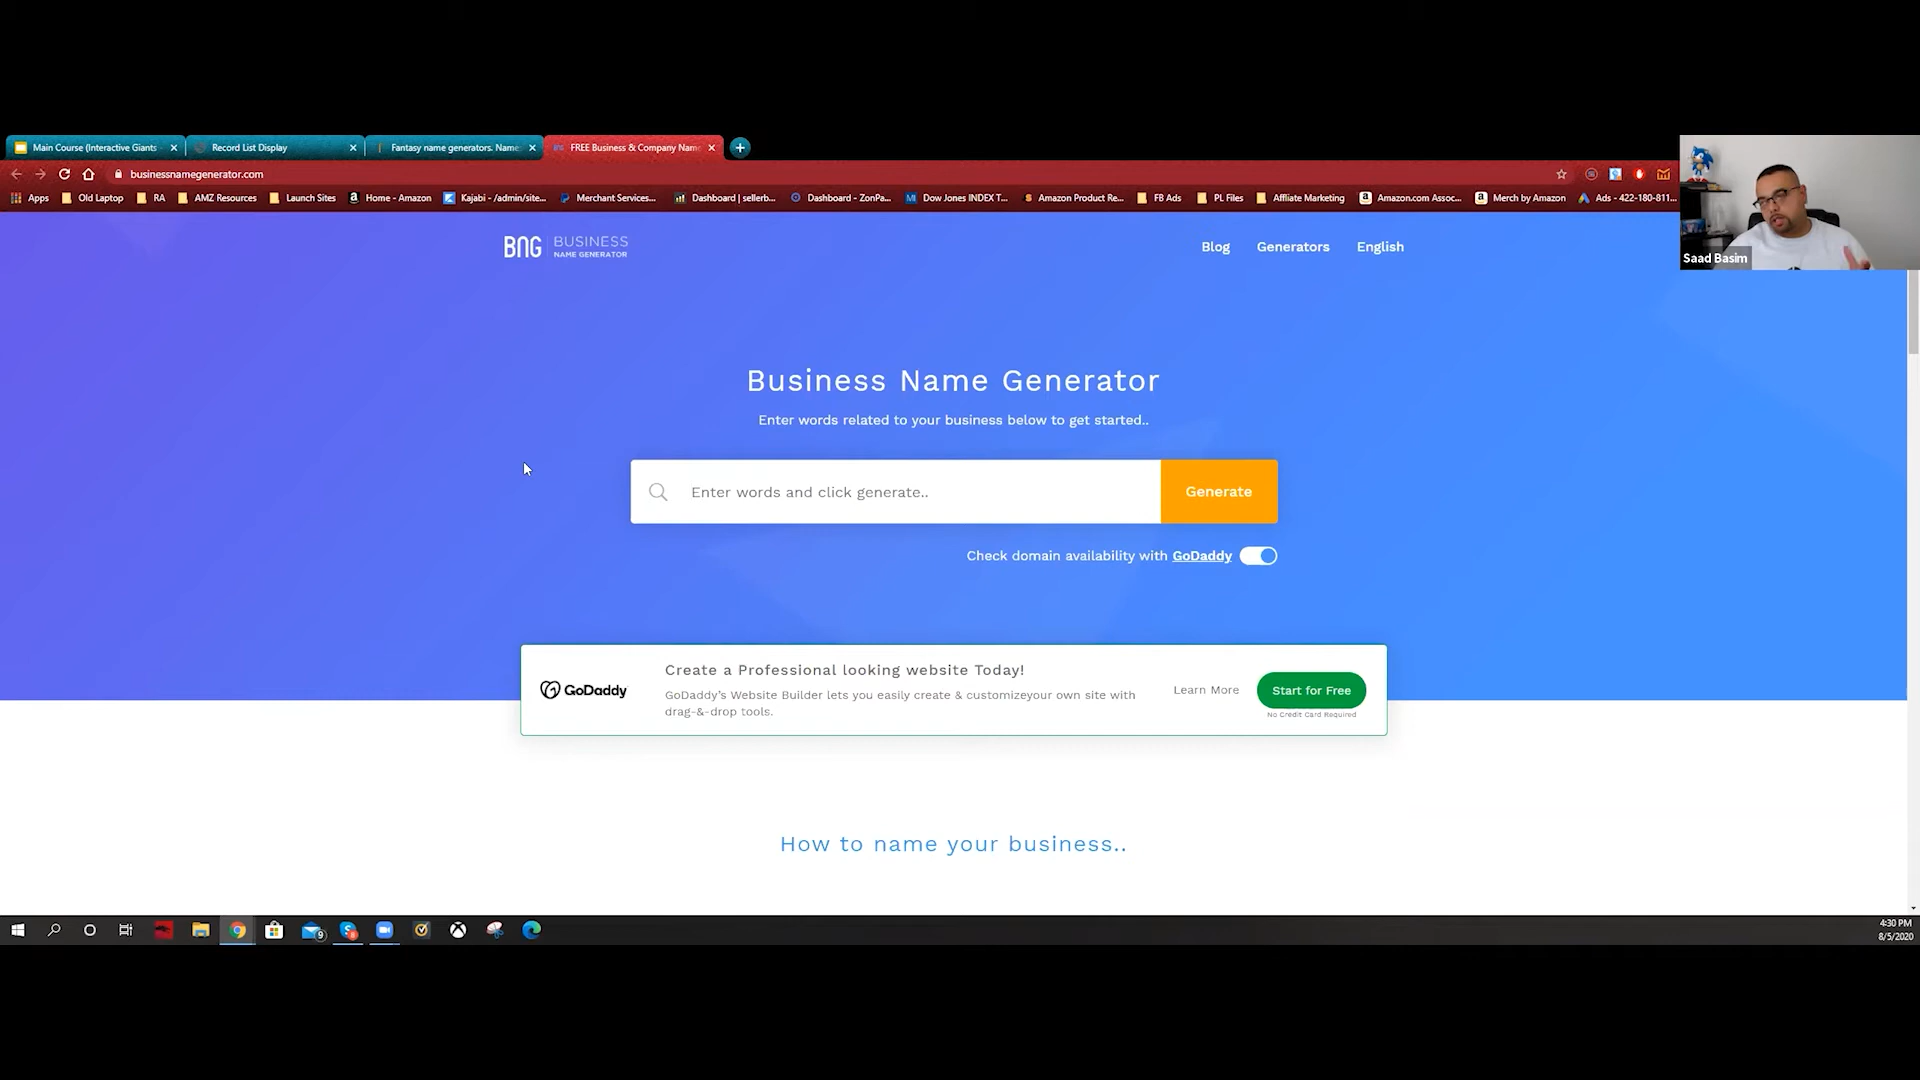 Main Course (Interactive Giants
Record List Display
Fantasy name generators. Name
FREE Business & Company Nam
businessnamegenerator.com
Apps
Old Laptop
RA
AMZ Resources
Launch Sites
Home - Amazon
Kajabi - /admin/site...
Merchant Services...
Dashboard | sellerb...
Dashboard - ZonPa...
Dow Jones INDEX T...
Amazon Product Re...
FB Ads
PL Files
Affliate Marketing
Amazon.com Assoc...
Merch by Amazon
Ads - 422-180-811...
Saad Basim
BNG BUSINESS
NAME GENERATOR
Blog
Generators
English
Business Name Generator
Enter words related to your business below to get started..
Enter words and click generate..
Generate
Check domain availability with GoDaddy
GoDaddy
Create a Professional looking website Today!
GoDaddy's Website Builder lets you easily create & customizeyour own site with
drag-&-drop tools.
Learn More
Start for Free
No Credit Card Required
How to name your business..
4:30 PM
8/5/2020